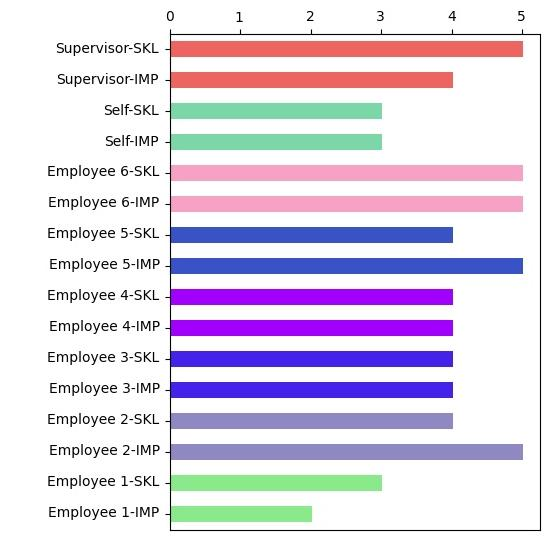 0 1 2 3 4 5
Supervisor-SKL
Supervisor-IMP
Self-SKL
Self-IMP
Employee 6-SKL
Employee 6-IMP
Employee 5-SKL
Employee 5-IMP
Employee 4-SKL
Employee 4-IMP
Employee 3-SKL
Employee 3-IMP
Employee 2-SKL
Employee 2-IMP
Employee 1-SKL
Employee 1-IMP